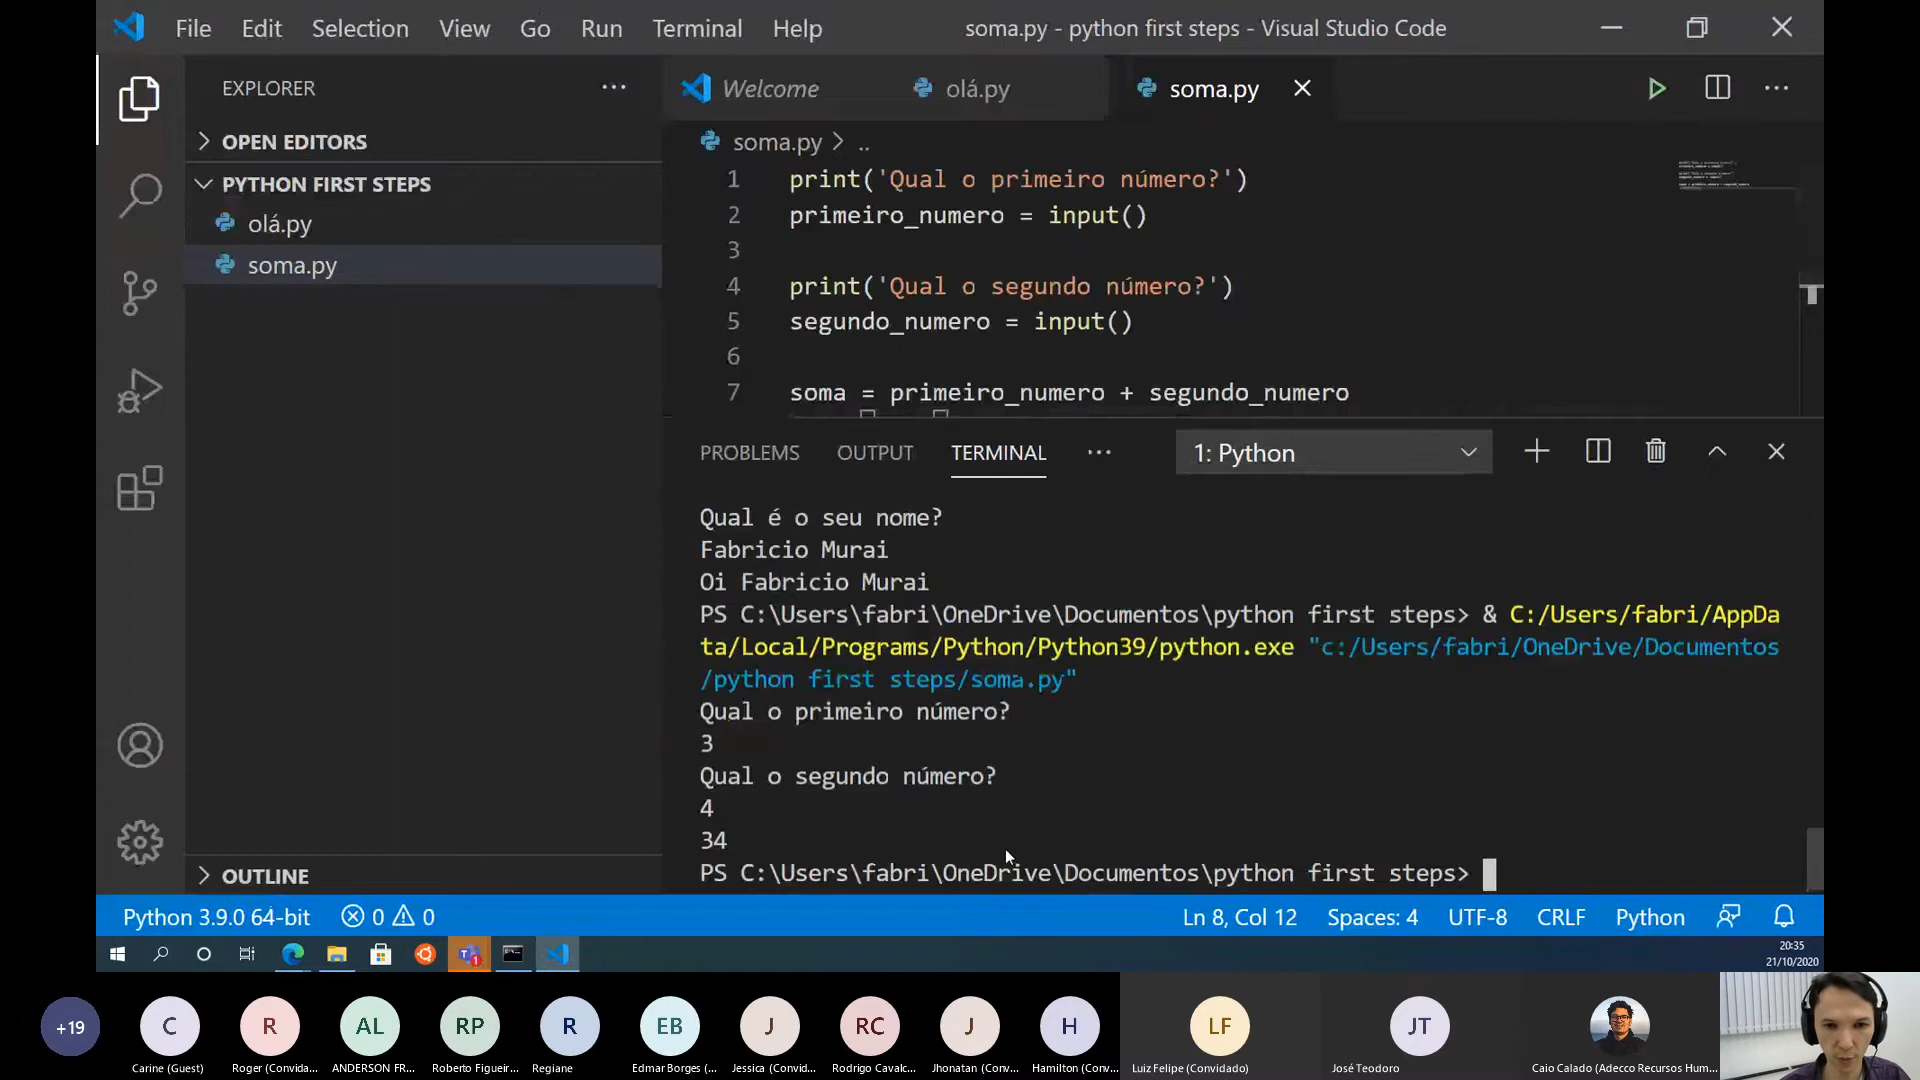 File Edit Selection View Go Run Terminal Help soma.py - python first steps - Visual Studio Code
EXPLORER
OPEN EDITORS
PYTHON FIRST STEPS
olá.py
soma.py
OUTLINE
Welcome olá.py soma.py
soma.py > ..
1 print('Qual o primeiro número?')
2 primeiro_numero = input()
3
4 print('Qual o segundo número?')
5 segundo_numero = input()
6
7 soma = primeiro_numero + segundo_numero
PROBLEMS OUTPUT TERMINAL ··· 1: Python
Qual é o seu nome?
Fabricio Murai
Oi Fabricio Murai
PS C:\Users\fabri\OneDrive\Documentos\python first steps> & C:/Users/fabri/AppDa
ta/Local/Programs/Python/Python39/python.exe "c:/Users/fabri/OneDrive/Documentos
/python first steps/soma.py"
Qual o primeiro número?
3
Qual o segundo número?
4
34
PS C:\Users\fabri\OneDrive\Documentos\python first steps>
Python 3.9.0 64-bit 0 0 Ln 8, Col 12 Spaces: 4 UTF-8 CRLF Python
20:35
21/10/2020
+19 C R AL RP R EB J RC J H LF JT
Carine (Guest) Roger (Convida... ANDERSON FR... Roberto Figueir... Regiane Edmar Borges (... Jessica (Convid... Rodrigo Cavalc... Jhonatan (Conv... Hamilton (Conv... Luiz Felipe (Convidado) José Teodoro Caio Calado (Adecco Recursos Hum...